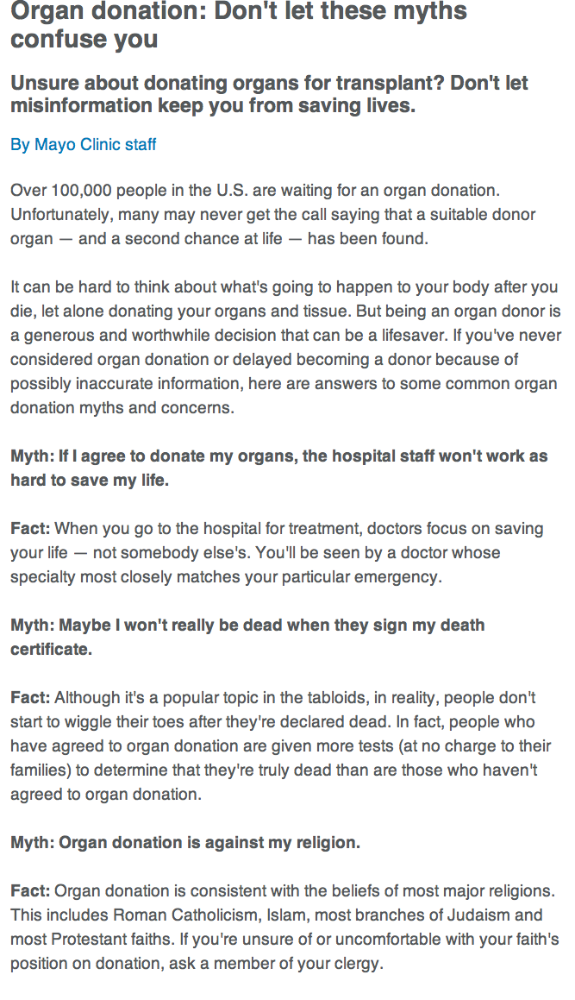 Organ donation: Don't let these myths
confuse you
Unsure about donating organs for transplant? Don't let
misinformation keep you from saving lives.
By Mayo Clinic staff
Over 100,000 people in the U.S. are waiting for an organ donation.
Unfortunately, many may never get the call saying that a suitable donor
organ — and a second chance at life — has been found.
It can be hard to think about what's going to happen to your body after you
die, let alone donating your organs and tissue. But being an organ donor is
a generous and worthwhile decision that can be a lifesaver. If you've never
considered organ donation or delayed becoming a donor because of
possibly inaccurate information, here are answers to some common organ
donation myths and concerns.
Myth: If I agree to donate my organs, the hospital staff won't work as
hard to save my life.
Fact: When you go to the hospital for treatment, doctors focus on saving
your life — not somebody else's. You'll be seen by a doctor whose
specialty most closely matches your particular emergency.
Myth: Maybe I won't really be dead when they sign my death
certificate.
Fact: Although it's a popular topic in the tabloids, in reality, people don't
start to wiggle their toes after they're declared dead. In fact, people who
have agreed to organ donation are given more tests (at no charge to their
families) to determine that they're truly dead than are those who haven't
agreed to organ donation.
Myth: Organ donation is against my religion.
Fact: Organ donation is consistent with the beliefs of most major religions.
This includes Roman Catholicism, Islam, most branches of Judaism and
most Protestant faiths. If you're unsure of or uncomfortable with your faith's
position on donation, ask a member of your clergy.